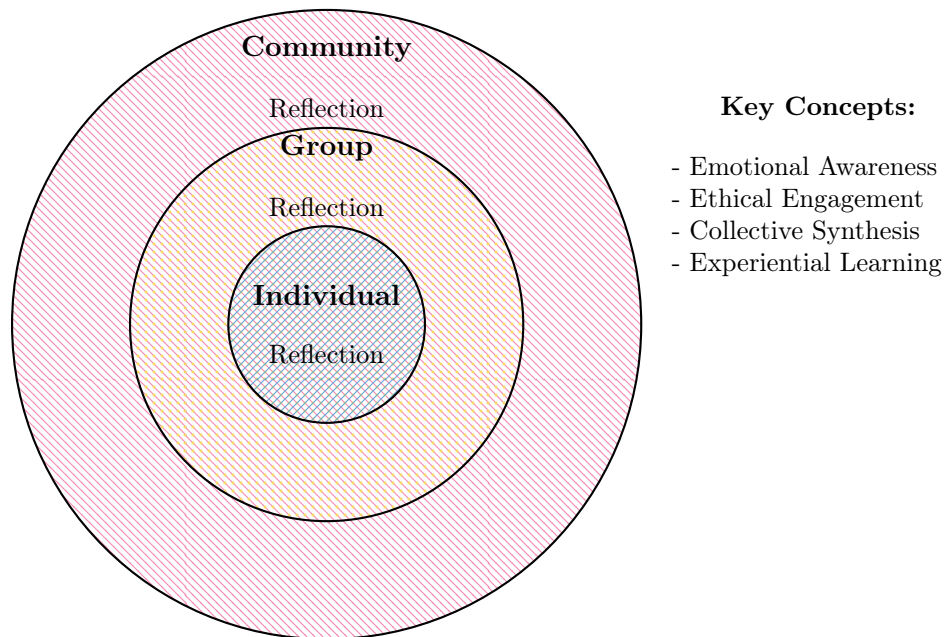 Community
Reflection
Group
Reflection
Individual
Reflection
Key Concepts:
- Emotional Awareness
- Ethical Engagement
- Collective Synthesis
- Experiential Learning